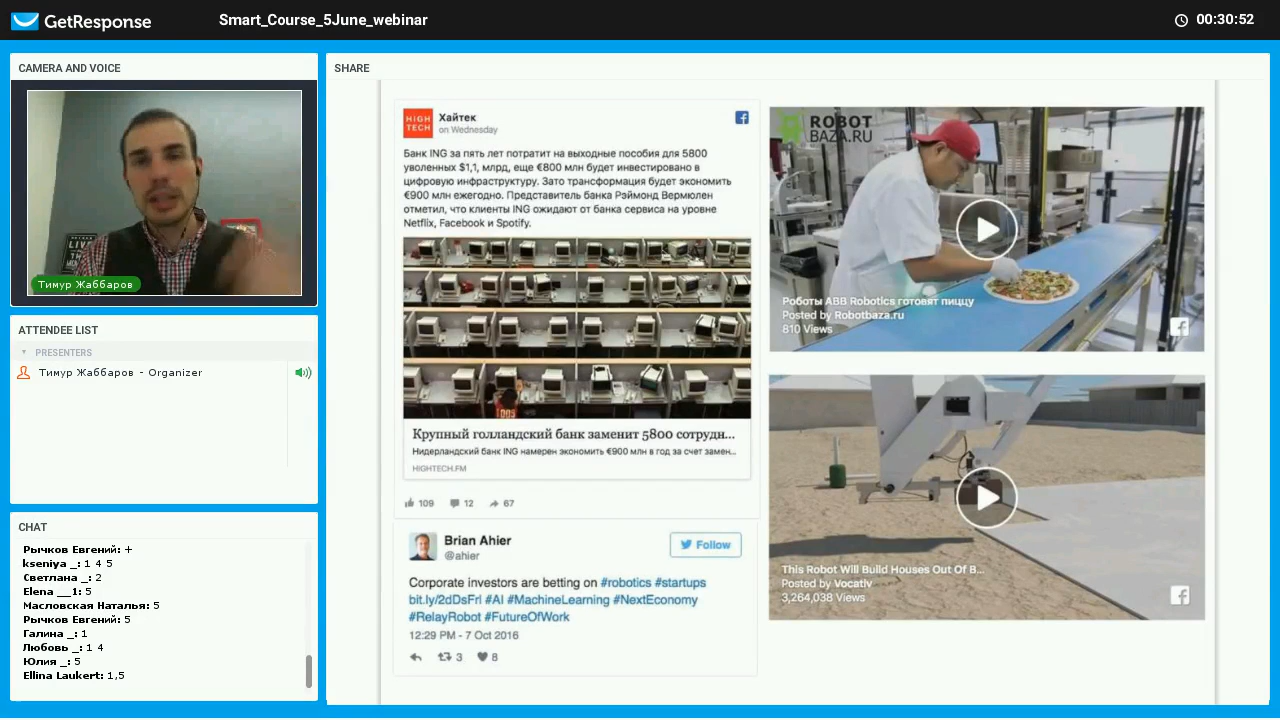 GetResponse
Smart_Course_5June_webinar
00:30:52
CAMERA AND VOICE
Тимур Жаббаров
ATTENDEE LIST
PRESENTERS
Тимур Жаббаров - Organizer
CHAT
Рычков Евгений: +
kseniya _: 1 4 5
Светлана _: 2
Elena __1: 5
Масловская Наталья: 5
Рычков Евгений: 5
Галина _: 1
Любовь _: 1 4
Юлия _: 5
Ellina Laukert: 1,5
SHARE
HIGH
TECH
Хайтек
on Wednesday
Банк ING за пять лет потратит на выходные пособия для 5800
уволенных $1,1, млрд, еще €800 млн будет инвестировано в
цифровую инфраструктуру. Зато трансформация будет экономить
€900 млн ежегодно. Представитель банка Рэймонд Вермюлен
отметил, что клиенты ING ожидают от банка сервиса на уровне
Netflix, Facebook и Spotify.
Крупный голландский банк заменит 5800 сотрудн...
Нидерландский банк ING намерен экономить €900 млн в год за счет замен...
HIGHTECH.FM
109 12 67
Brian Ahier
@ahier
Follow
Corporate investors are betting on #robotics #startups
bit.ly/2dDsFrl #AI #MachineLearning #NextEconomy
#RelayRobot #FutureOfWork
12:29 PM - 7 Oct 2016
3 8
ROBOT
BAZA.RU
Роботы ABB Robotics готовят пиццу
Posted by Robotbaza.ru
810 Views
This Robot Will Build Houses Out Of B...
Posted by Vocativ
3,264,038 Views